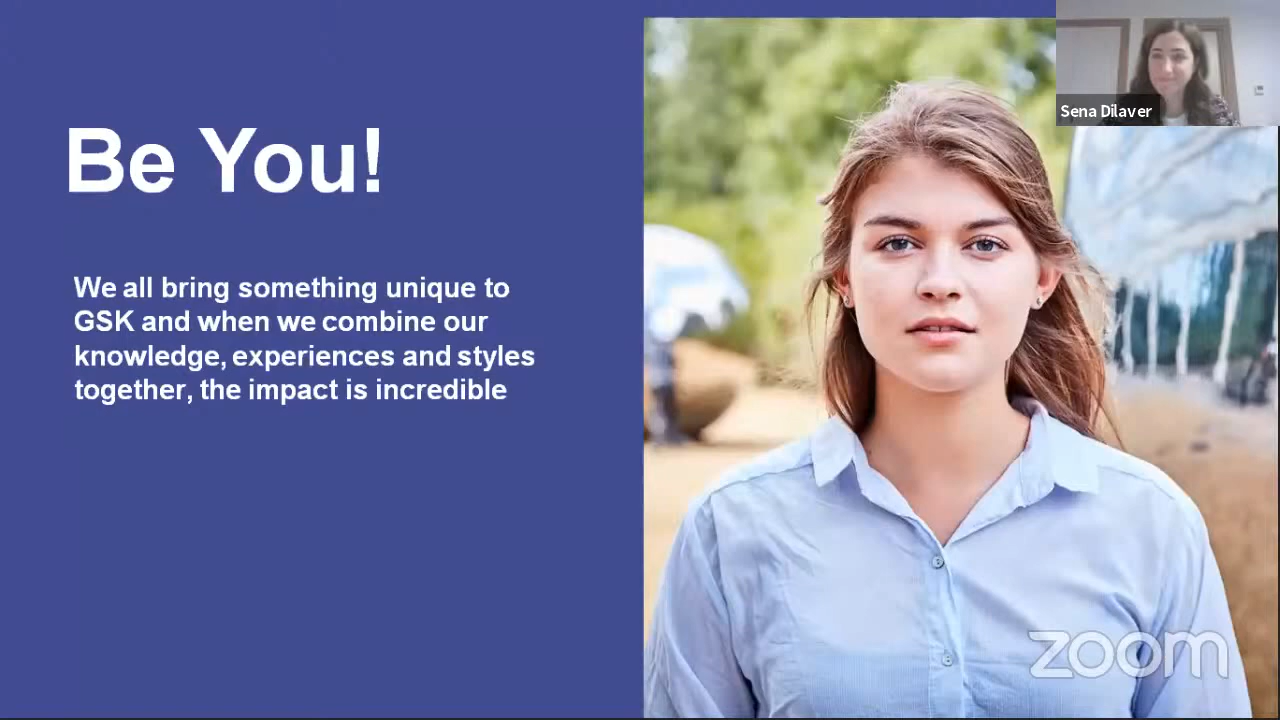 Be You!
We all bring something unique to
GSK and when we combine our
knowledge, experiences and styles
together, the impact is incredible
Sena Dilaver
zoom